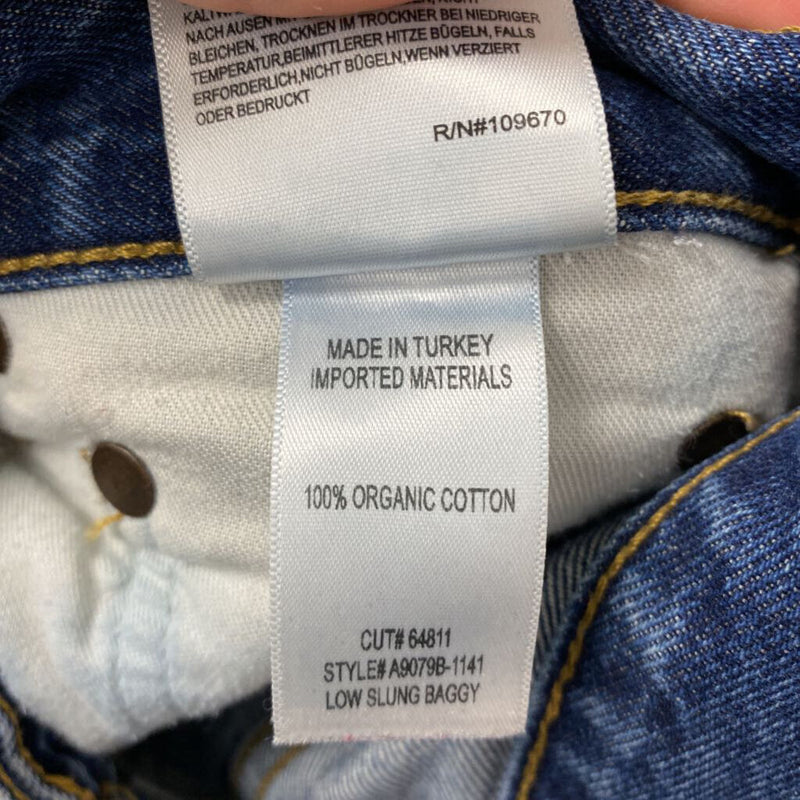 NACH AUSEN
BLEICHEN, TROCKNEN IM TROCKNER BEI NIEDRIGER
TEMPERATUR,BEIMITTLERER HITZE BÜGELN, FALLS
ERFORDERLICH,NICHT BÜGELN,WENN VERZIERT
ODER BEDRUCKT
R/N#109670
MADE IN TURKEY
IMPORTED MATERIALS
100% ORGANIC COTTON
CUT# 64811
STYLE# A9079B-1141
LOW SLUNG BAGGY